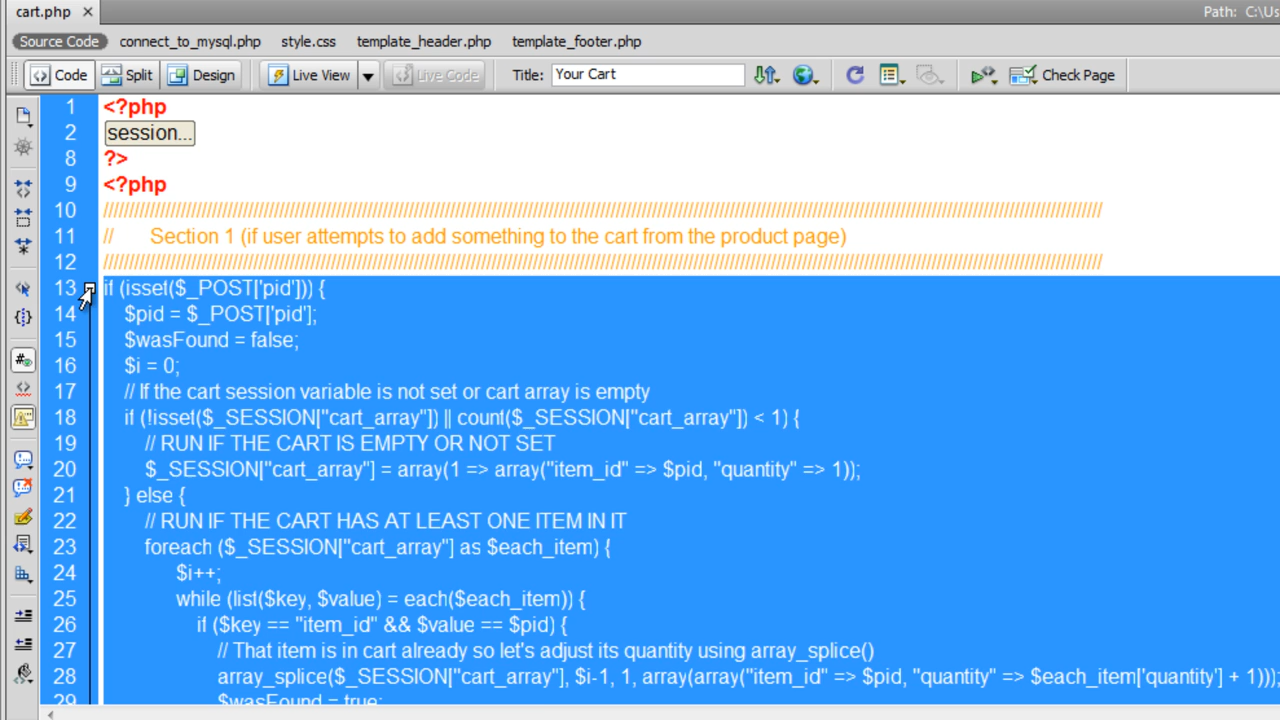 cart.php ×
Path: C:\Us
Source Code connect_to_mysql.php style.css template_header.php template_footer.php
Code Split Design Live View Live Code Title: Your Cart Check Page
1 <?php
2 session...
8 ?>
9 <?php
10 ////////////////////////////////////////////////////////////////////////////////////////////////////////////////////////////////////////////////////////////////
11 // Section 1 (if user attempts to add something to the cart from the product page)
12 ////////////////////////////////////////////////////////////////////////////////////////////////////////////////////////////////////////////////////////////////
13 if (isset($_POST['pid'])) {
14 $pid = $_POST['pid'];
15 $wasFound = false;
16 $i = 0;
17 // If the cart session variable is not set or cart array is empty
18 if (!isset($_SESSION["cart_array"]) || count($_SESSION["cart_array"]) < 1) {
19 // RUN IF THE CART IS EMPTY OR NOT SET
20 $_SESSION["cart_array"] = array(1 => array("item_id" => $pid, "quantity" => 1));
21 } else {
22 // RUN IF THE CART HAS AT LEAST ONE ITEM IN IT
23 foreach ($_SESSION["cart_array"] as $each_item) {
24 $i++;
25 while (list($key, $value) = each($each_item)) {
26 if ($key == "item_id" && $value == $pid) {
27 // That item is in cart already so let's adjust its quantity using array_splice()
28 array_splice($_SESSION["cart_array"], $i-1, 1, array(array("item_id" => $pid, "quantity" => $each_item['quantity'] + 1)));
29 $wasFound = true;